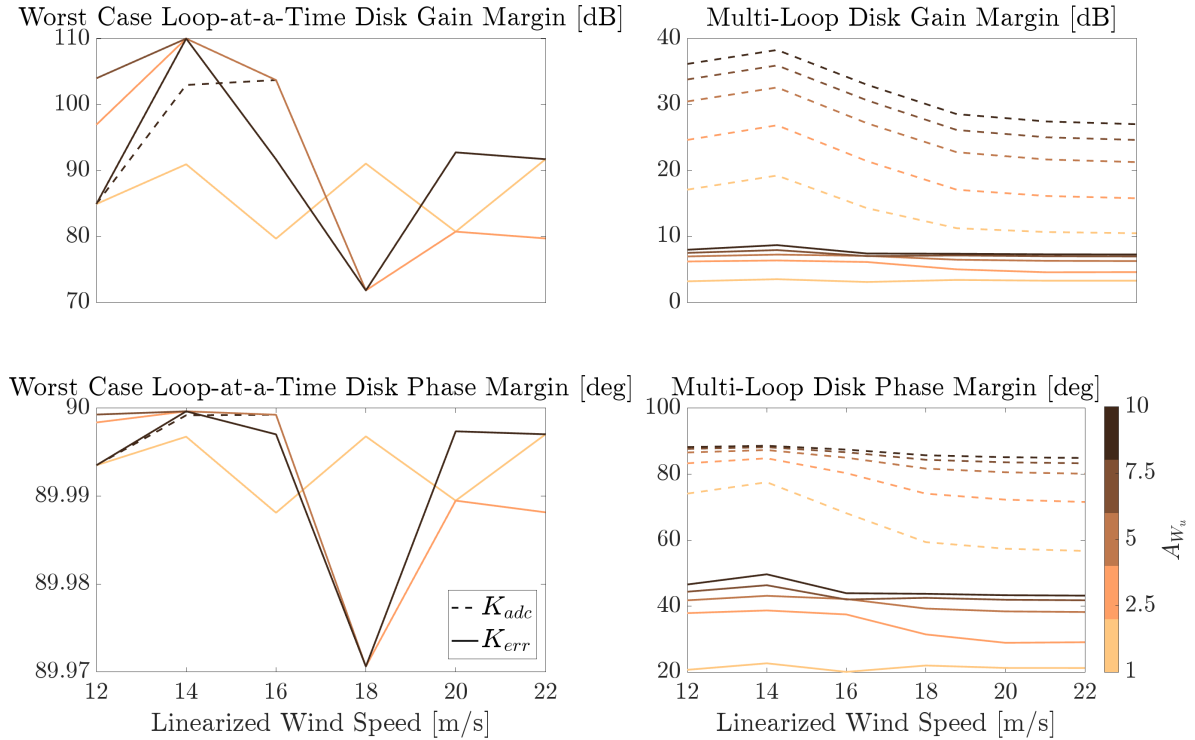 Worst Case Loop-at-a-Time Disk Gain Margin [dB]
110
100
90
80
70
Multi-Loop Disk Gain Margin [dB]
40
30
20
10
0
Worst Case Loop-at-a-Time Disk Phase Margin [deg]
90
89.99
89.98
89.97
12 14 16 18 20 22
Linearized Wind Speed [m/s]
K_adc
K_err
Multi-Loop Disk Phase Margin [deg]
100
80
60
40
20
12 14 16 18 20 22
Linearized Wind Speed [m/s]
10
7.5
5
2.5
1
A_{W_u}